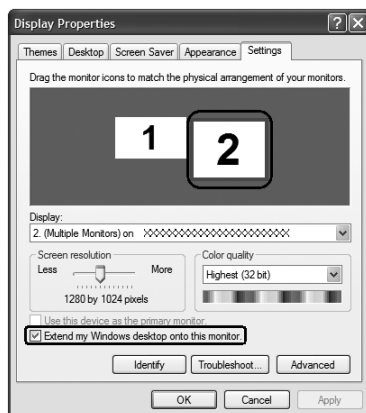 Display Properties
Themes Desktop Screen Saver Appearance Settings
Drag the monitor icons to match the physical arrangement of your monitors.
1 2
Display:
2. (Multiple Monitors) on XXXXXXXXXXXXXXXXXXXXXXX
Screen resolution Color quality
Less More Highest (32 bit)
1280 by 1024 pixels
Use this device as the primary monitor.
Extend my Windows desktop onto this monitor.
Identify Troubleshoot... Advanced
OK Cancel Apply